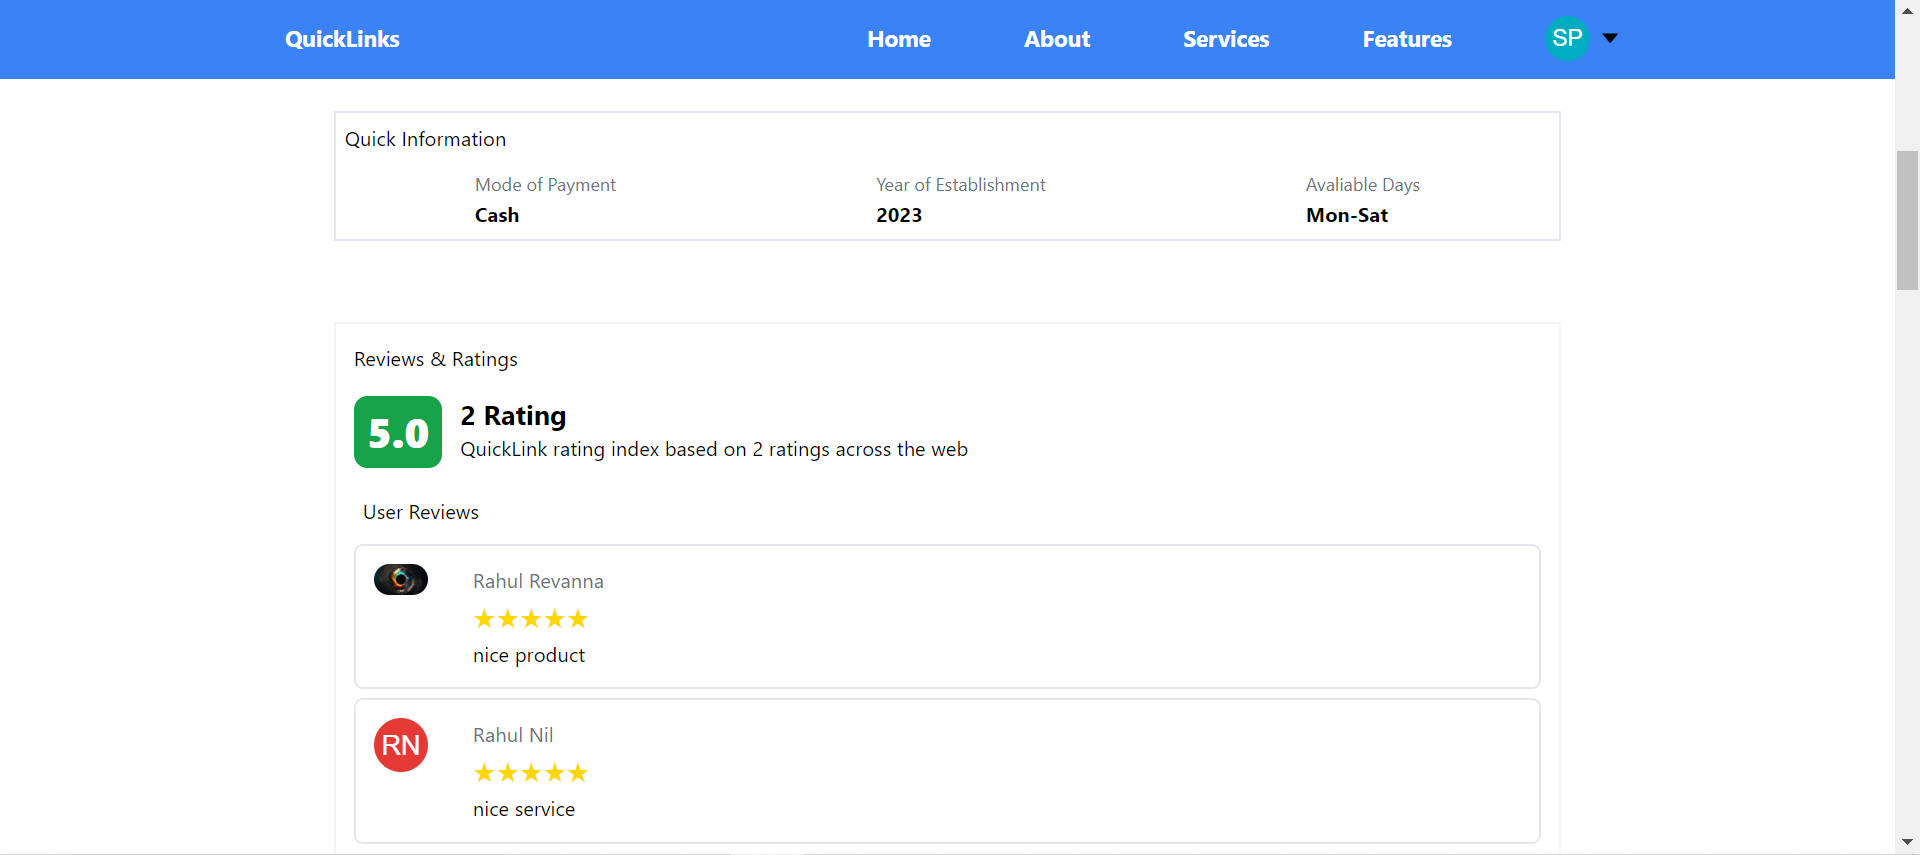 QuickLinks Home About Services Features SP
Quick Information
Mode of Payment Year of Establishment Avaliable Days
Cash 2023 Mon-Sat
Reviews & Ratings
5.0 2 Rating
QuickLink rating index based on 2 ratings across the web
User Reviews
Rahul Revanna
★★★★★
nice product
RN Rahul Nil
★★★★★
nice service